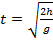 t = √(2h/g)